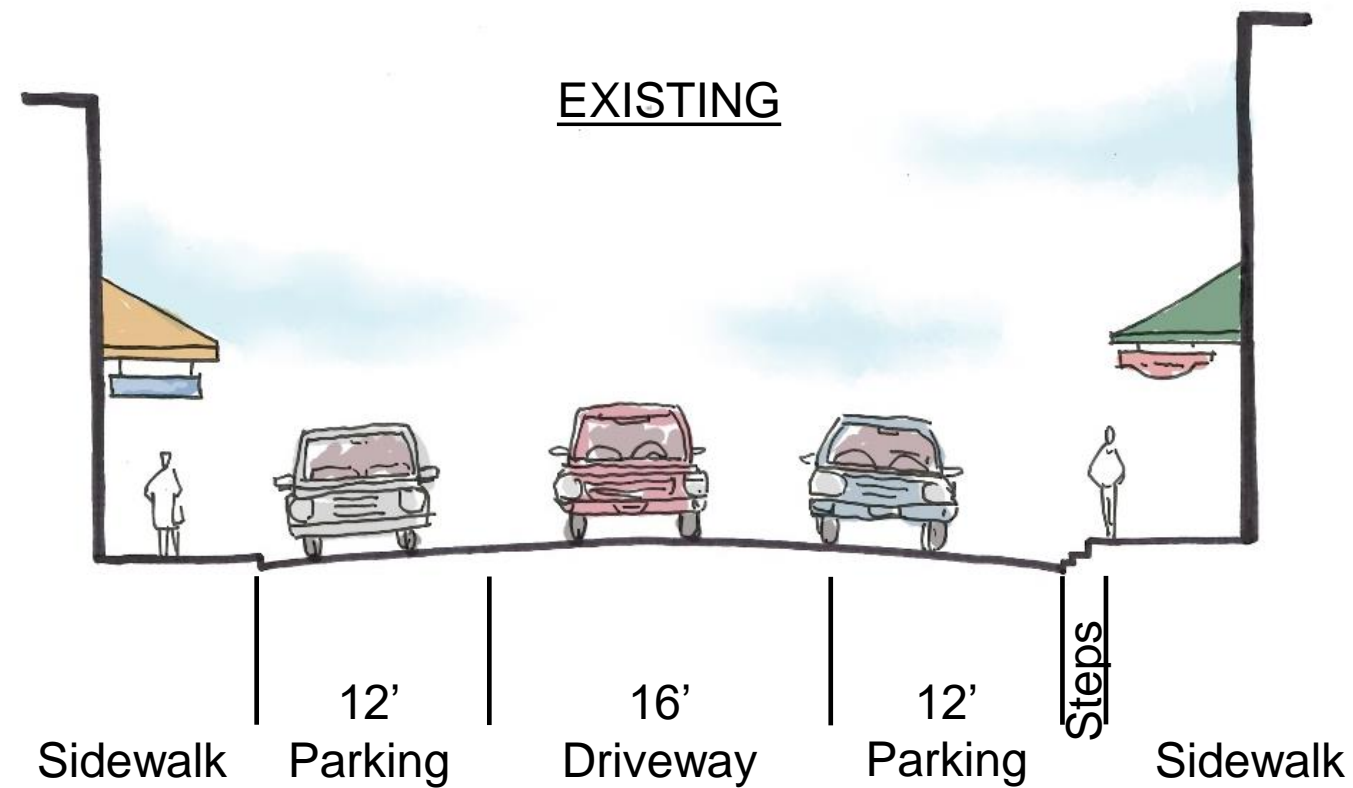 EXISTING
12’
16’
12’
Steps
Sidewalk
Parking
Driveway
Parking
Sidewalk